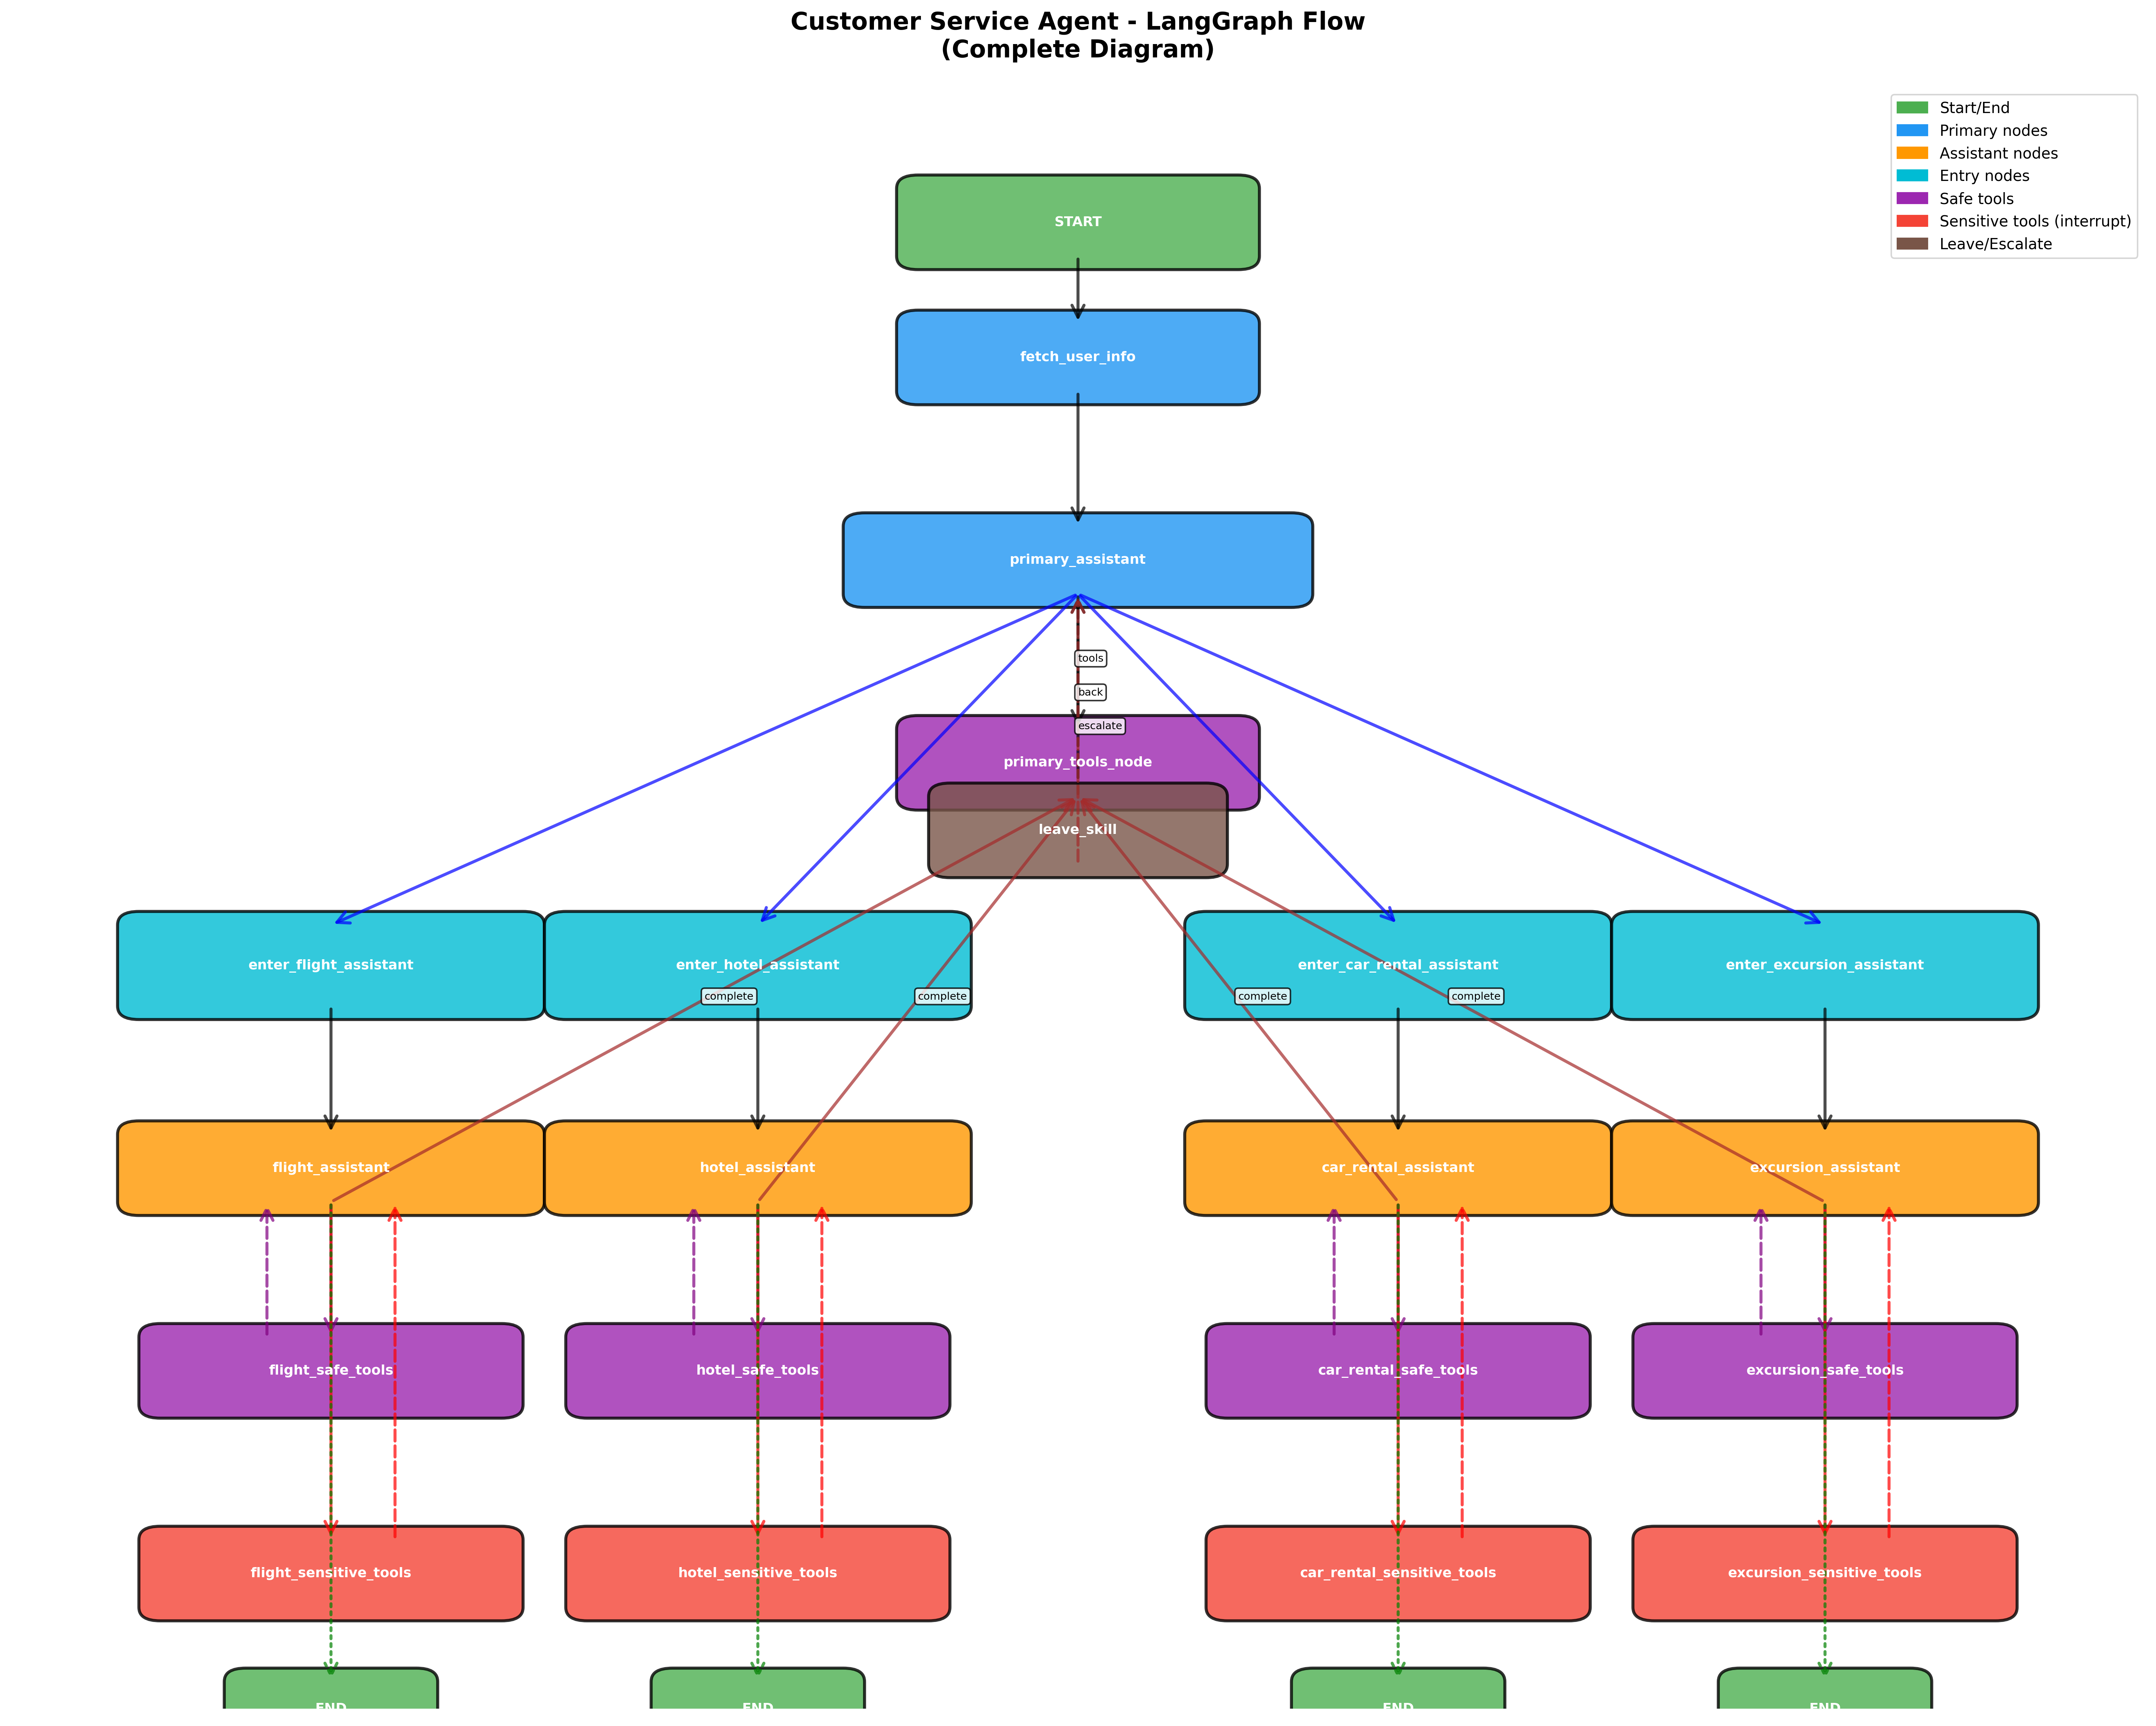 Customer Service Agent - LangGraph Flow
(Complete Diagram)
Start/End
Primary nodes
Assistant nodes
Entry nodes
Safe tools
Sensitive tools (interrupt)
Leave/Escalate
START
fetch_user_info
primary_assistant
tools
back
escalate
primary_tools_node
leave_skill
enter_flight_assistant
enter_hotel_assistant
enter_car_rental_assistant
enter_excursion_assistant
complete
complete
complete
complete
flight_assistant
hotel_assistant
car_rental_assistant
excursion_assistant
flight_safe_tools
hotel_safe_tools
car_rental_safe_tools
excursion_safe_tools
flight_sensitive_tools
hotel_sensitive_tools
car_rental_sensitive_tools
excursion_sensitive_tools
END
END
END
END